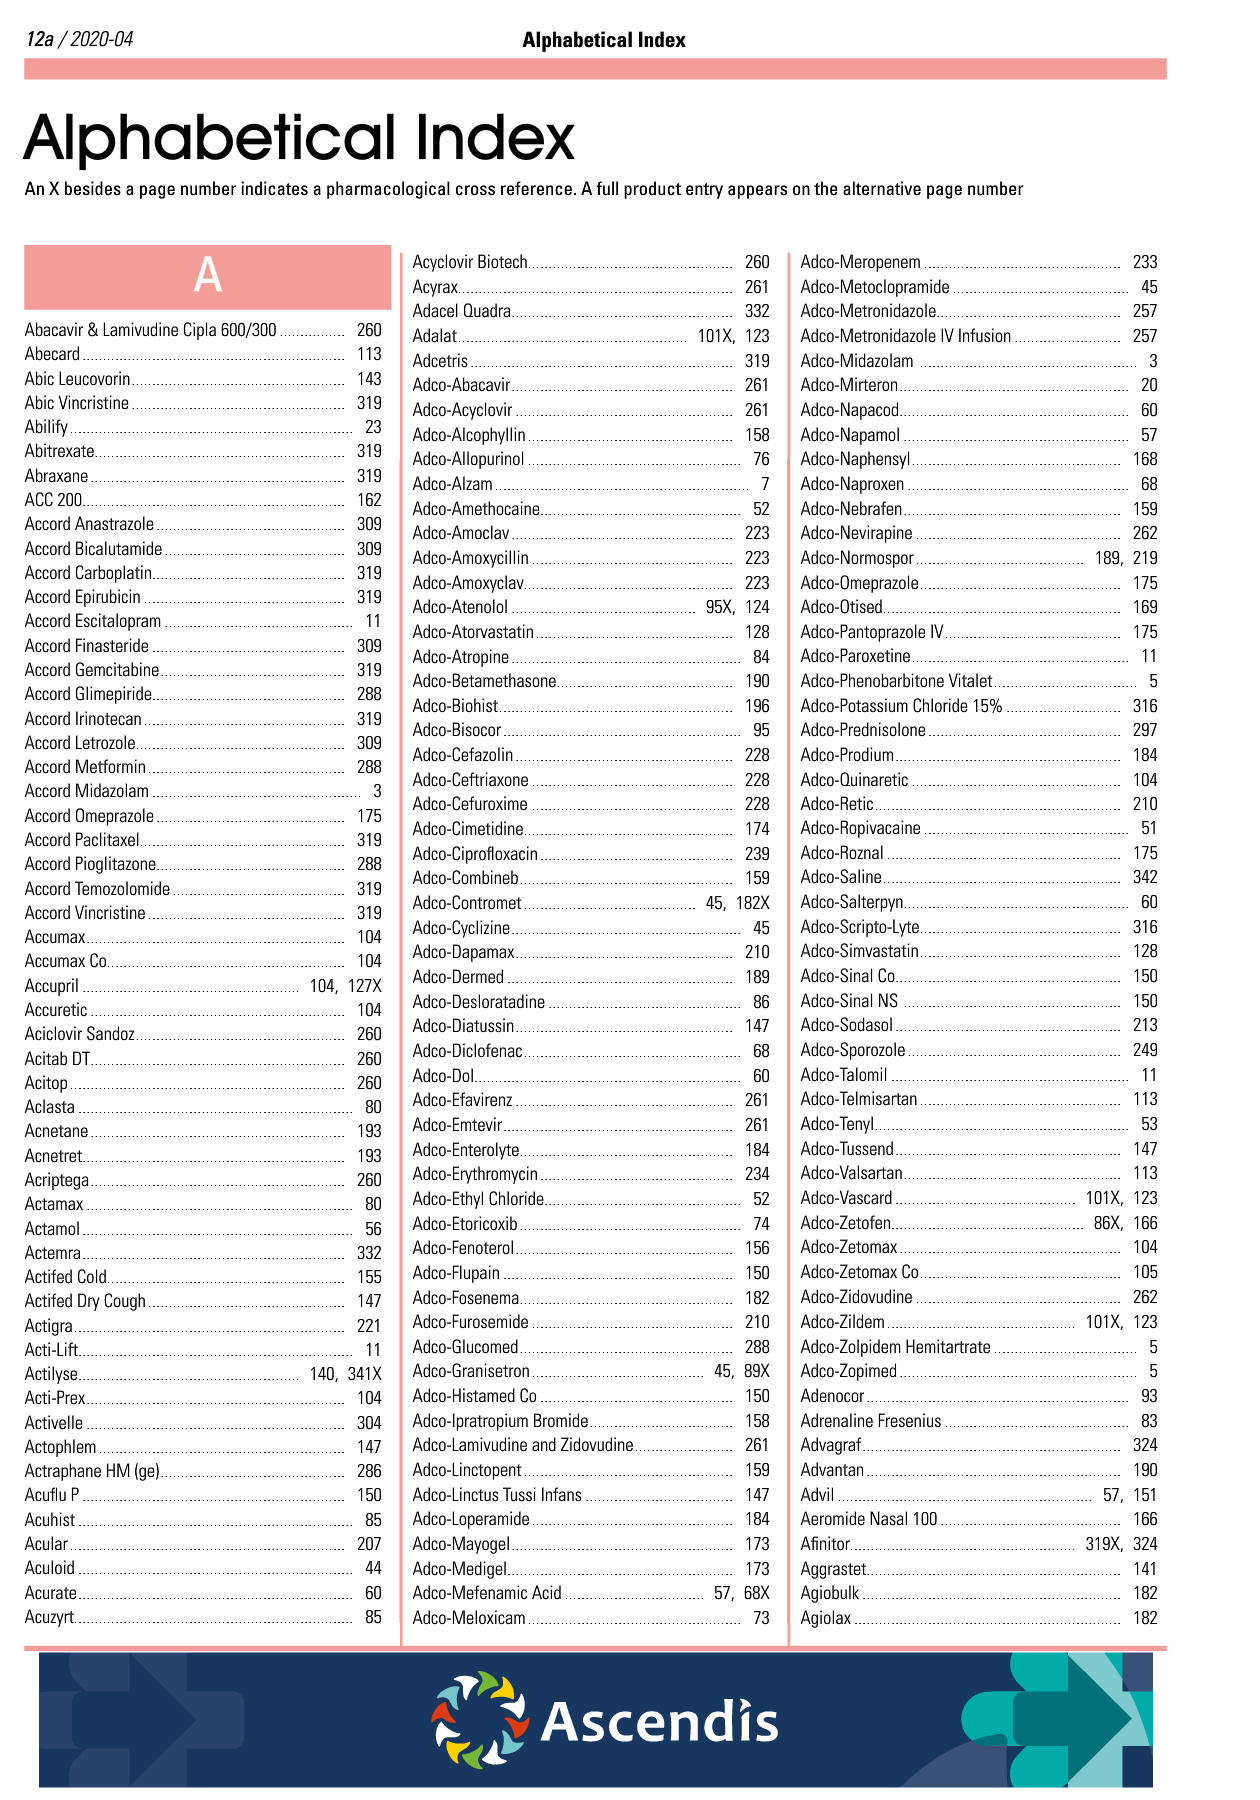 12a / 2020-04
Alphabetical Index
Alphabetical Index
An X besides a page number indicates a pharmacological cross reference. A full product entry appears on the alternative page number
A
Abacavir & Lamivudine Cipla 600/300 260
Abecard 113
Abic Leucovorin 143
Abic Vincristine 319
Abilify 23
Abitrexate 319
Abraxane 319
ACC 200 162
Accord Anastrazole 309
Accord Bicalutamide 309
Accord Carboplatin 319
Accord Epirubicin 319
Accord Escitalopram 11
Accord Finasteride 309
Accord Gemcitabine 319
Accord Glimepiride 288
Accord Irinotecan 319
Accord Letrozole 309
Accord Metformin 288
Accord Midazolam 3
Accord Omeprazole 175
Accord Paclitaxel 319
Accord Pioglitazone 288
Accord Temozolomide 319
Accord Vincristine 319
Accumax 104
Accumax Co 104
Accupril 104, 127X
Accuretic 104
Aciclovir Sandoz 260
Acitab DT 260
Acitop 260
Aclasta 80
Acnetane 193
Acnetret 193
Acriptega 260
Actamax 80
Actamol 56
Actemra 332
Actifed Cold 155
Actifed Dry Cough 147
Actigra 221
Acti-Lift 11
Actilyse 140, 341X
Acti-Prex 104
Activelle 304
Actophlem 147
Actraphane HM (ge) 286
Acuflu P 150
Acuhist 85
Acular 207
Aculoid 44
Acurate 60
Acuzyrt 85
Acyclovir Biotech 260
Acyrax 261
Adacel Quadra 332
Adalat 101X, 123
Adcetris 319
Adco-Abacavir 261
Adco-Acyclovir 261
Adco-Alcophyllin 158
Adco-Allopurinol 76
Adco-Alzam 7
Adco-Amethocaine 52
Adco-Amoclav 223
Adco-Amoxycillin 223
Adco-Amoxyclav 223
Adco-Atenolol 95X, 124
Adco-Atorvastatin 128
Adco-Atropine 84
Adco-Betamethasone 190
Adco-Biohist 196
Adco-Bisocor 95
Adco-Cefazolin 228
Adco-Ceftriaxone 228
Adco-Cefuroxime 228
Adco-Cimetidine 174
Adco-Ciprofloxacin 239
Adco-Combineb 159
Adco-Contromet 45, 182X
Adco-Cyclizine 45
Adco-Dapamax 210
Adco-Dermed 189
Adco-Desloratadine 86
Adco-Diatussin 147
Adco-Diclofenac 68
Adco-Dol 60
Adco-Efavirenz 261
Adco-Emtevir 261
Adco-Enterolyte 184
Adco-Erythromycin 234
Adco-Ethyl Chloride 52
Adco-Etoricoxib 74
Adco-Fenoterol 156
Adco-Flupain 150
Adco-Fosenema 182
Adco-Furosemide 210
Adco-Glucomed 288
Adco-Granisetron 45, 89X
Adco-Histamed Co 150
Adco-Ipratropium Bromide 158
Adco-Lamivudine and Zidovudine 261
Adco-Linctopent 159
Adco-Linctus Tussi Infans 147
Adco-Loperamide 184
Adco-Mayogel 173
Adco-Medigel 173
Adco-Mefenamic Acid 57, 68X
Adco-Meloxicam 73
Adco-Meropenem 233
Adco-Metoclopramide 45
Adco-Metronidazole 257
Adco-Metronidazole IV Infusion 257
Adco-Midazolam 3
Adco-Mirteron 20
Adco-Napacod 60
Adco-Napamol 57
Adco-Naphensyl 168
Adco-Naproxen 68
Adco-Nebrafen 159
Adco-Nevirapine 262
Adco-Normospor 189, 219
Adco-Omeprazole 175
Adco-Otised 169
Adco-Pantoprazole IV 175
Adco-Paroxetine 11
Adco-Phenobarbitone Vitalet 5
Adco-Potassium Chloride 15% 316
Adco-Prednisolone 297
Adco-Prodium 184
Adco-Quinaretic 104
Adco-Retic 210
Adco-Ropivacaine 51
Adco-Roznal 175
Adco-Saline 342
Adco-Salterpyn 60
Adco-Scripto-Lyte 316
Adco-Simvastatin 128
Adco-Sinal Co 150
Adco-Sinal NS 150
Adco-Sodasol 213
Adco-Sporozole 249
Adco-Talomil 11
Adco-Telmisartan 113
Adco-Tenyl 53
Adco-Tussend 147
Adco-Valsartan 113
Adco-Vascard 101X, 123
Adco-Zetofen 86X, 166
Adco-Zetomax 104
Adco-Zetomax Co 105
Adco-Zidovudine 262
Adco-Zildem 101X, 123
Adco-Zolpidem Hemitartrate 5
Adco-Zopimed 5
Adenocor 93
Adrenaline Fresenius 83
Advagraf 324
Advantan 190
Advil 57, 151
Aeromide Nasal 100 166
Afinitor 319X, 324
Aggrastet 141
Agiobulk 182
Agiolax 182
Ascendis